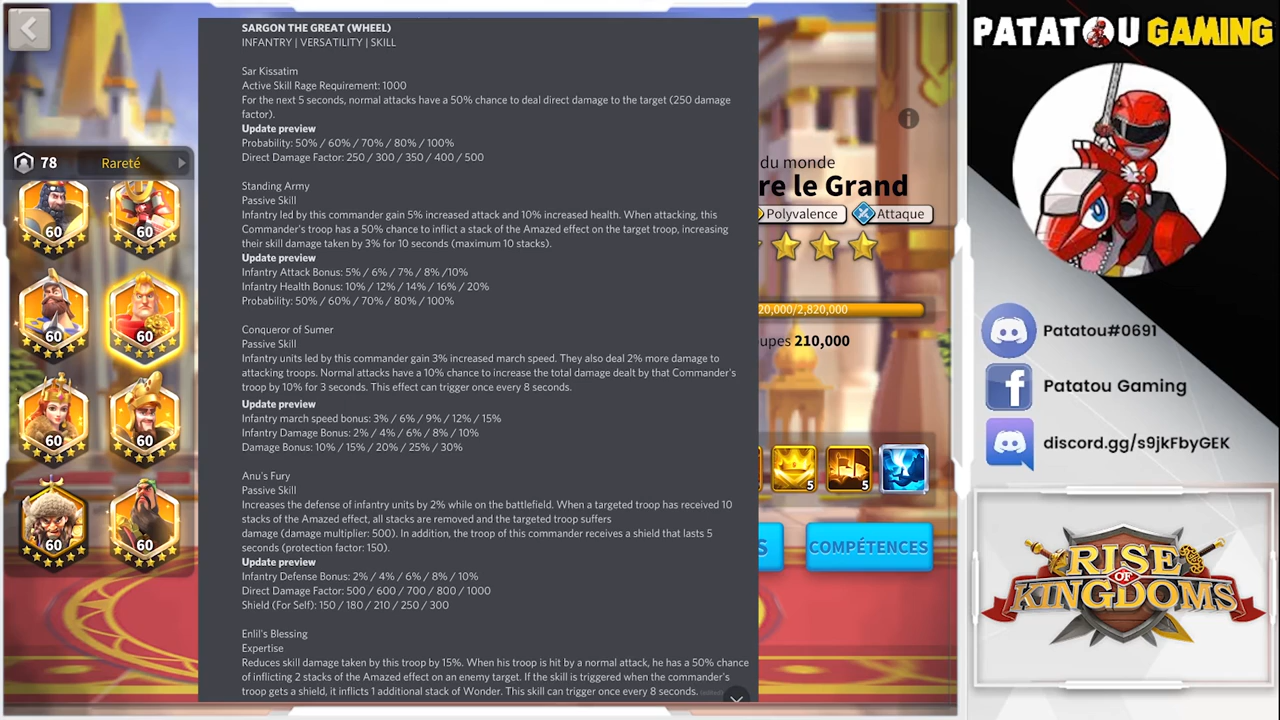 PATATOU GAMING
SARGON THE GREAT (WHEEL)
INFANTRY | VERSATILITY | SKILL
Sar Kissatim
Active Skill Rage Requirement: 1000
For the next 5 seconds, normal attacks have a 50% chance to deal direct damage to the target (250 damage
factor).
Update preview
Probability: 50% / 60% / 70% / 80% / 100%
Direct Damage Factor: 250 / 300 / 350 / 400 / 500
Standing Army
Passive Skill
Infantry led by this commander gain 5% increased attack and 10% increased health. When attacking, this
Commander's troop has a 50% chance to inflict a stack of the Amazed effect on the target troop, increasing
their skill damage taken by 3% for 10 seconds (maximum 10 stacks).
Update preview
Infantry Attack Bonus: 5% / 6% / 7% / 8% /10%
Infantry Health Bonus: 10% / 12% / 14% / 16% / 20%
Probability: 50% / 60% / 70% / 80% / 100%
Conqueror of Sumer
Passive Skill
Infantry units led by this commander gain 3% increased march speed. They also deal 2% more damage to
attacking troops. Normal attacks have a 10% chance to increase the total damage dealt by that Commander's
troop by 10% for 3 seconds. This effect can trigger once every 8 seconds.
Update preview
Infantry march speed bonus: 3% / 6% / 9% / 12% / 15%
Infantry Damage Bonus: 2% / 4% / 6% / 8% / 10%
Damage Bonus: 10% / 15% / 20% / 25% / 30%
Anu's Fury
Passive Skill
Increases the defense of infantry units by 2% while on the battlefield. When a targeted troop has received 10
stacks of the Amazed effect, all stacks are removed and the targeted troop suffers
damage (damage multiplier: 500). In addition, the troop of this commander receives a shield that lasts 5
seconds (protection factor: 150).
Update preview
Infantry Defense Bonus: 2% / 4% / 6% / 8% / 10%
Direct Damage Factor: 500 / 600 / 700 / 800 / 1000
Shield (For Self): 150 / 180 / 210 / 250 / 300
Enlil's Blessing
Expertise
Reduces skill damage taken by this troop by 15%. When his troop is hit by a normal attack, he has a 50% chance
of inflicting 2 stacks of the Amazed effect on an enemy target. If the skill is triggered when the commander's
troop gets a shield, it inflicts 1 additional stack of Wonder. This skill can trigger once every 8 seconds.
78 Rareté
60 60
60 60
60 60
60 60
du monde
re le Grand
Polyvalence Attaque
20,000/2,820,000
upes 210,000
5 5
S COMPÉTENCES
Patatou#0691
Patatou Gaming
discord.gg/s9jkFbyGEK
RISE
OF
KINGDOMS